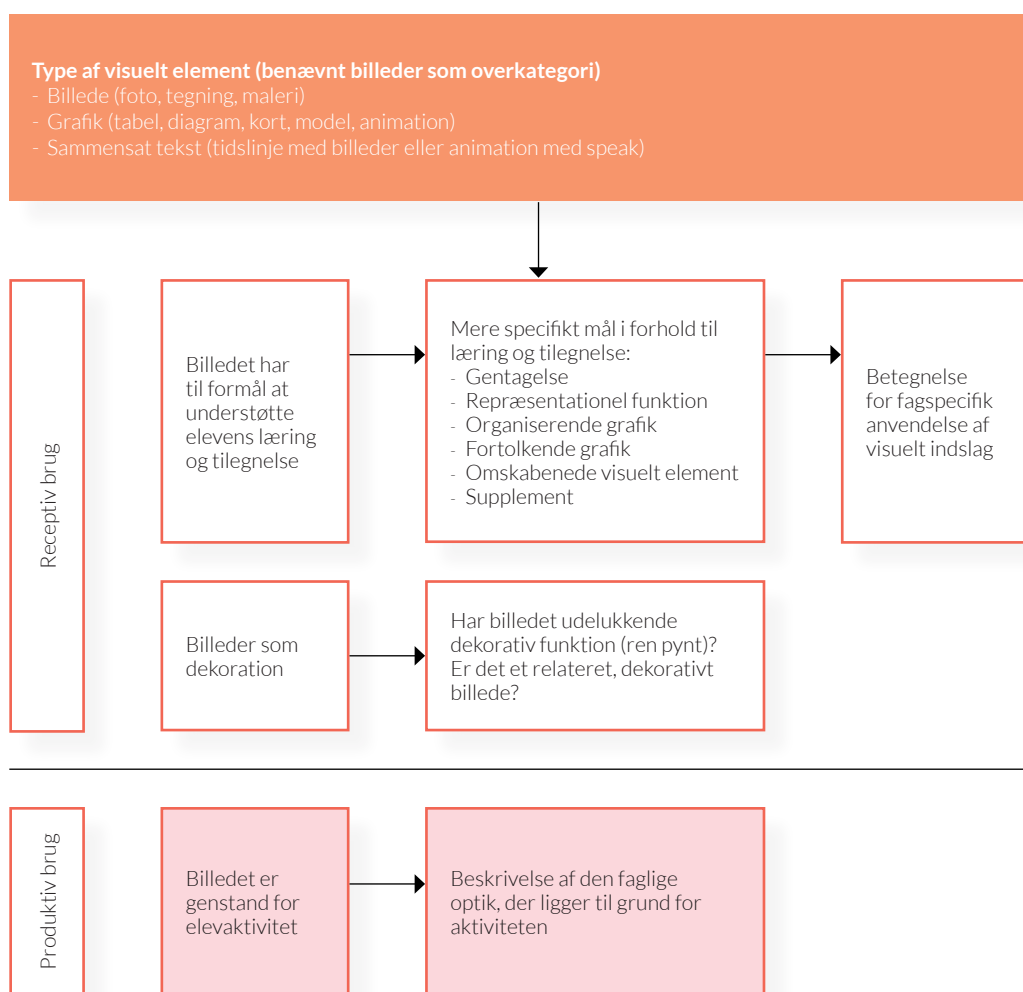 Type af visuelt element (benævnt billeder som overkategori)
- Billede (foto, tegning, maleri)
- Grafik (tabel, diagram, kort, model, animation)
- Sammensat tekst (tidslinje med billeder eller animation med speak)
Receptiv brug
Billedet har
til formål at
understøtte
elevens læring
og tilegnelse
Mere specifikt mål i forhold til
læring og tilegnelse:
- Gentagelse
- Repræsentationel funktion
- Organiserende grafik
- Fortolkende grafik
- Omskabenede visuelt element
- Supplement
Betegnelse
for fagspecifik
anvendelse af
visuelt indslag
Billeder som
dekoration
Har billedet udelukkende
dekorativ funktion (ren pynt)?
Er det et relateret, dekorativt
billede?
Produktiv brug
Billedet er
genstand for
elevaktivitet
Beskrivelse af den faglige
optik, der ligger til grund for
aktiviteten